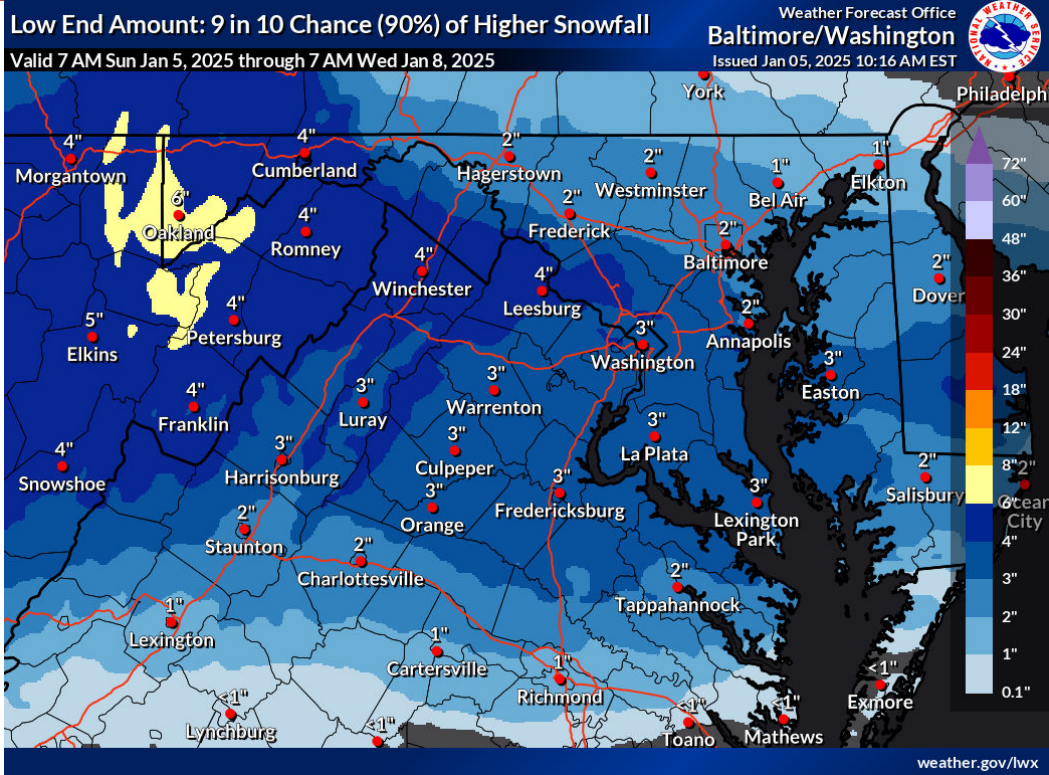 Low End Amount: 9 in 10 Chance (90%) of Higher Snowfall
Valid 7 AM Sun Jan 5, 2025 through 7 AM Wed Jan 8, 2025
Weather Forecast Office
Baltimore/Washington
Issued Jan 05, 2025 10:16 AM EST
NATIONAL WEATHER SERVICE
York
Philadelph
4"
Morgantown
4"
Cumberland
2"
Hagerstown
2"
Westminster
1"
Bel Air
1"
Elkton
6"
Oakland
4"
Romney
2"
Frederick
2"
Baltimore
4"
Winchester
4"
Leesburg
2"
Dover
5"
Elkins
4"
Petersburg
3"
Washington
2"
Annapolis
4"
Franklin
3"
Luray
3"
Warrenton
3"
Easton
4"
Snowshoe
3"
Harrisonburg
3"
Culpeper
3"
La Plata
2"
Salisbury
2"
Ocean
City
2"
Staunton
3"
Orange
3"
Fredericksburg
3"
Lexington
Park
2"
Charlottesville
2"
Tappahannock
1"
Lexington
1"
Cartersville
1"
Richmond
<1"
Exmore
<1"
Lynchburg
<1"
<1"
Toano
<1"
Mathews
72"
60"
48"
36"
30"
24"
18"
12"
8"
6"
4"
3"
2"
1"
0.1"
weather.gov/lwx